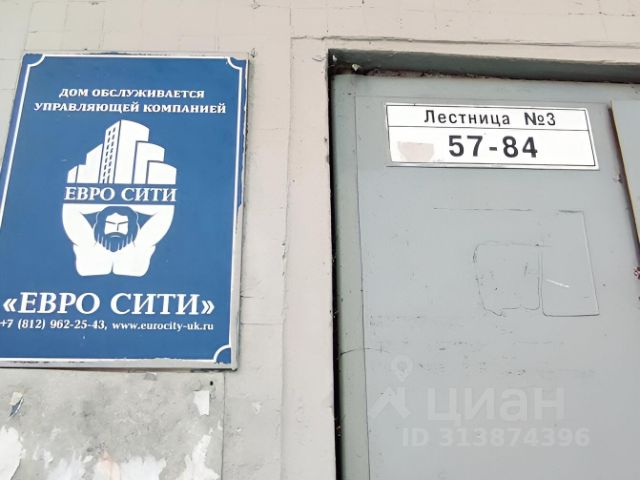 ДОМ ОБСЛУЖИВАЕТСЯ
УПРАВЛЯЮЩЕЙ КОМПАНИЕЙ
ЕВРО СИТИ
«ЕВРО СИТИ»
+7 (812) 962-25-43, www.eurocity-uk.ru
Лестница №3
57-84
циан
ID 313874396